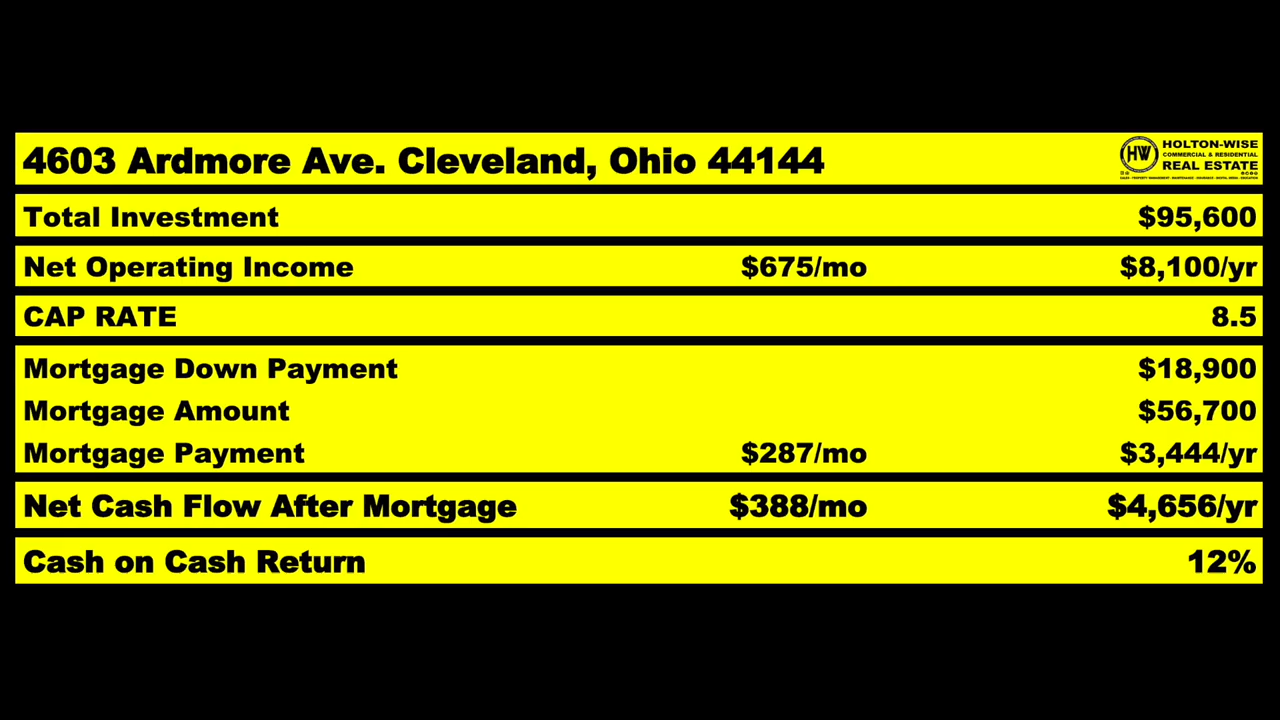 4603 Ardmore Ave. Cleveland, Ohio 44144
HW HOLTON-WISE
COMMERCIAL & RESIDENTIAL
REAL ESTATE
Total Investment $95,600
Net Operating Income $675/mo $8,100/yr
CAP RATE 8.5
Mortgage Down Payment $18,900
Mortgage Amount $56,700
Mortgage Payment $287/mo $3,444/yr
Net Cash Flow After Mortgage $388/mo $4,656/yr
Cash on Cash Return 12%